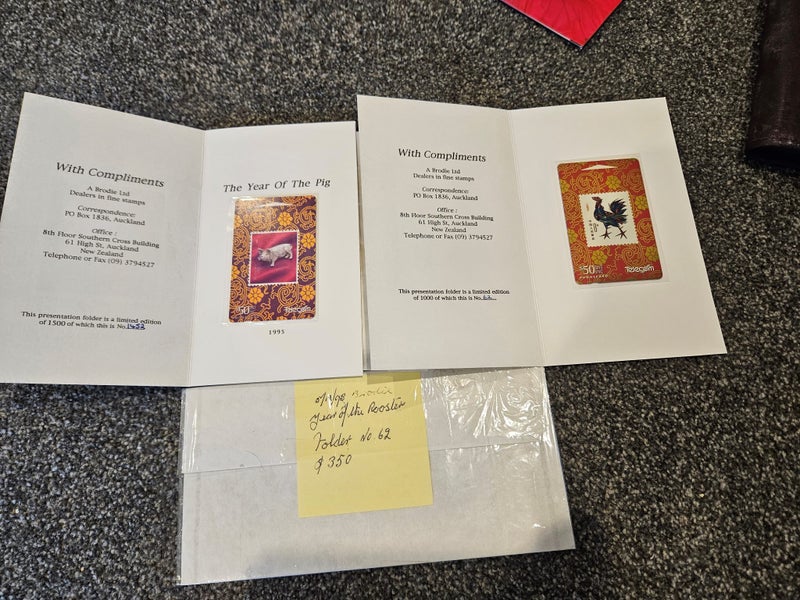 With Compliments
A Brodie Ltd
Dealers in fine stamps
Correspondence:
PO Box 1836, Auckland
Office :
8th Floor Southern Cross Building
61 High St, Auckland
New Zealand
Telephone or Fax (09) 3794527
This presentation folder is a limited edition
of 1500 of which this is No.1452
The Year Of The Pig
$50
Telecom
1995
With Compliments
A Brodie Ltd
Dealers in fine stamps
Correspondence:
PO Box 1836, Auckland
Office :
8th Floor Southern Cross Building
61 High St, Auckland
New Zealand
Telephone or Fax (09) 3794527
This presentation folder is a limited edition
of 1000 of which this is No.62
$50
Telecom
Brodie
Year of the Rooster
Folder No. 62
$350